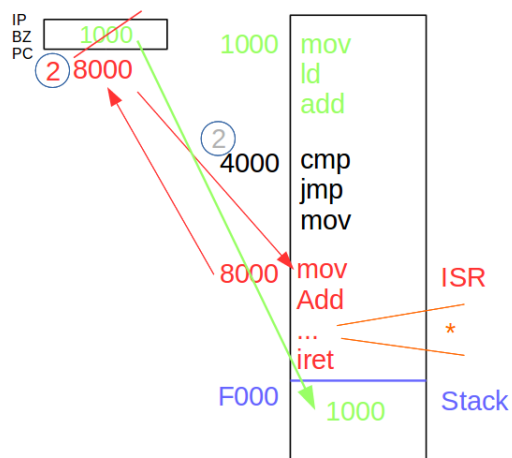 IP
BZ
PC
1000
2
8000
2
1000
mov
ld
add
4000
cmp
jmp
mov
8000
mov
Add
...
iret
ISR
*
F000
1000
Stack